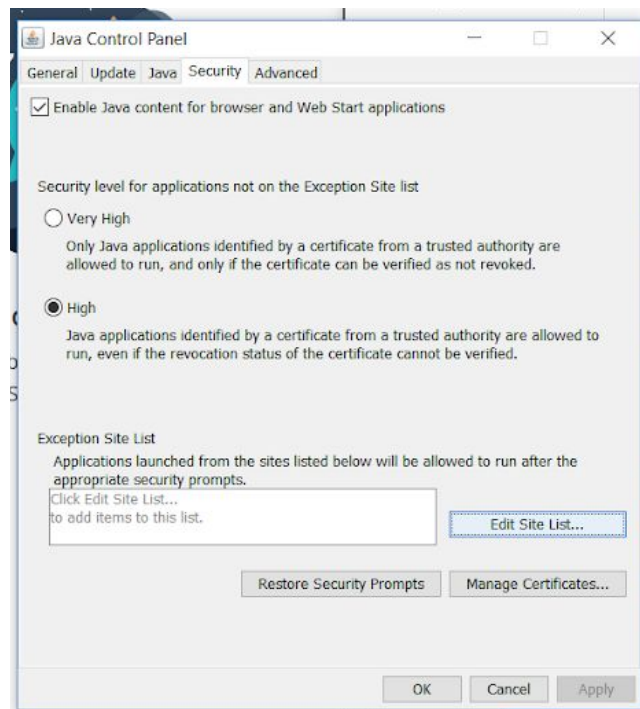 Java Control Panel
General Update Java Security Advanced
Enable Java content for browser and Web Start applications
Security level for applications not on the Exception Site list
Very High
Only Java applications identified by a certificate from a trusted authority are
allowed to run, and only if the certificate can be verified as not revoked.
High
Java applications identified by a certificate from a trusted authority are allowed to
run, even if the revocation status of the certificate cannot be verified.
Exception Site List
Applications launched from the sites listed below will be allowed to run after the
appropriate security prompts.
Click Edit Site List...
to add items to this list.
Edit Site List...
Restore Security Prompts Manage Certificates...
OK Cancel Apply